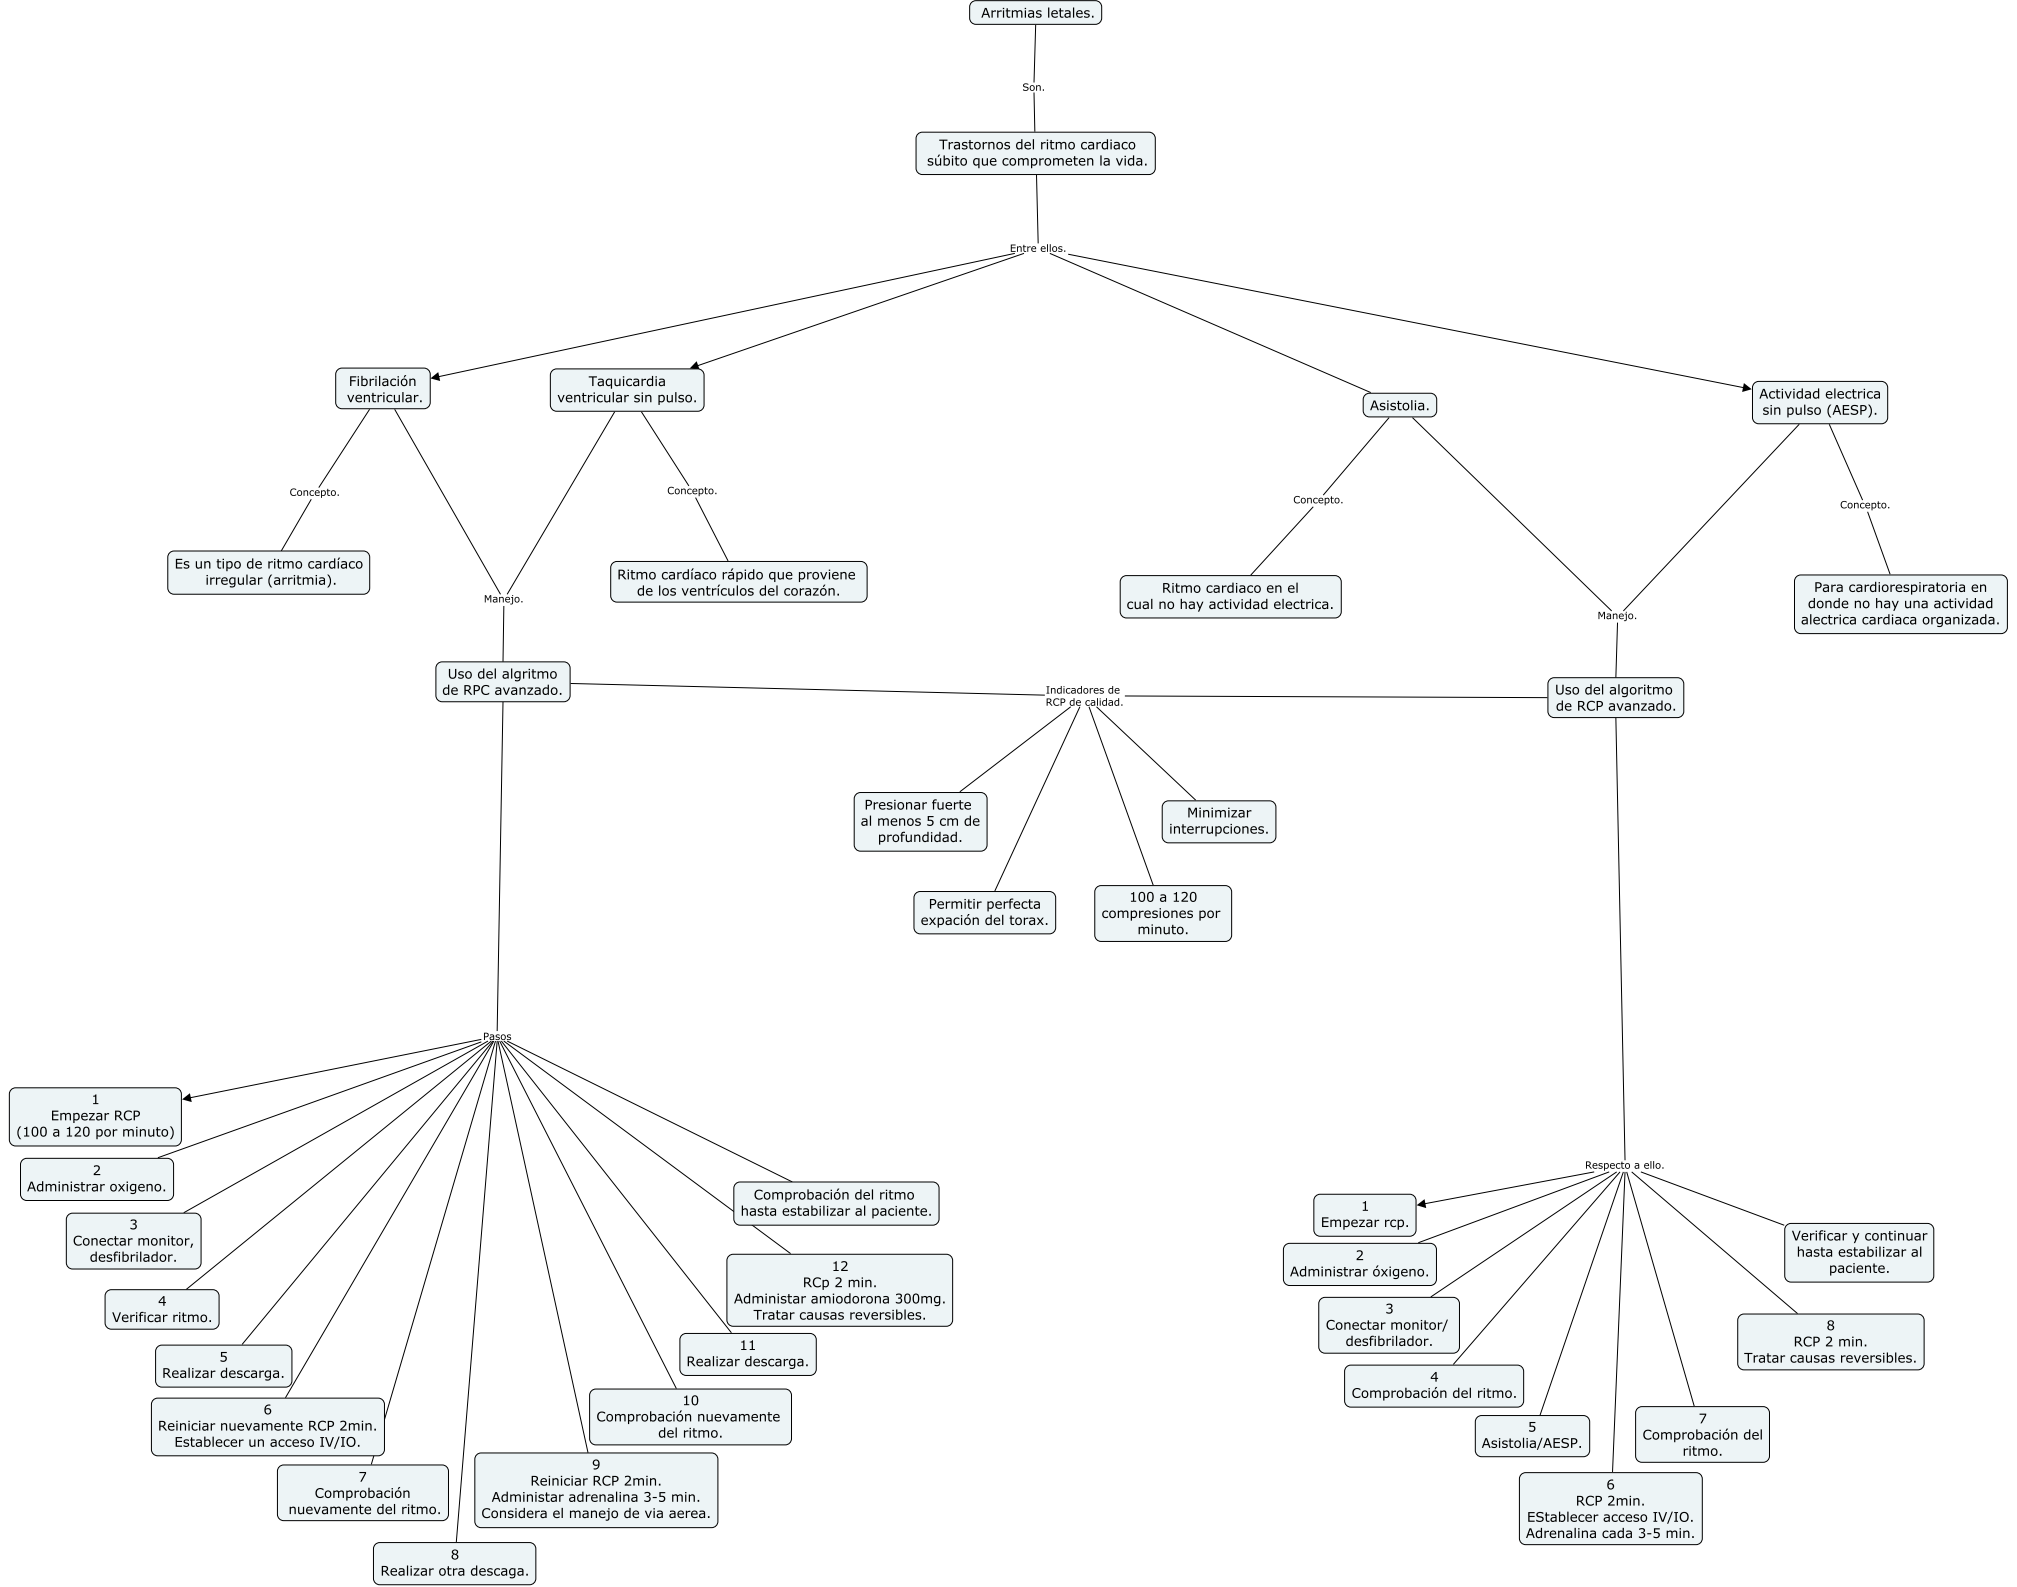 Arritmias letales.
Son.
Trastornos del ritmo cardiaco
súbito que comprometen la vida.
Entre ellos.
Fibrilación
ventricular.
Taquicardia
ventricular sin pulso.
Asistolia.
Actividad electrica
sin pulso (AESP).
Concepto.
Concepto.
Concepto.
Concepto.
Es un tipo de ritmo cardíaco
irregular (arritmia).
Manejo.
Ritmo cardíaco rápido que proviene
de los ventrículos del corazón.
Ritmo cardiaco en el
cual no hay actividad electrica.
Manejo.
Para cardiorespiratoria en
donde no hay una actividad
alectrica cardiaca organizada.
Uso del algritmo
de RPC avanzado.
Indicadores de
RCP de calidad.
Uso del algoritmo
de RCP avanzado.
Presionar fuerte
al menos 5 cm de
profundidad.
Minimizar
interrupciones.
Permitir perfecta
expación del torax.
100 a 120
compresiones por
minuto.
Pasos
1
Empezar RCP
(100 a 120 por minuto)
2
Administrar oxigeno.
3
Conectar monitor,
desfibrilador.
4
Verificar ritmo.
5
Realizar descarga.
6
Reiniciar nuevamente RCP 2min.
Establecer un acceso IV/IO.
7
Comprobación
nuevamente del ritmo.
8
Realizar otra descaga.
9
Reiniciar RCP 2min.
Administar adrenalina 3-5 min.
Considera el manejo de via aerea.
10
Comprobación nuevamente
del ritmo.
11
Realizar descarga.
12
RCp 2 min.
Administar amiodorona 300mg.
Tratar causas reversibles.
Comprobación del ritmo
hasta estabilizar al paciente.
Respecto a ello.
1
Empezar rcp.
2
Administrar óxigeno.
3
Conectar monitor/
desfibrilador.
4
Comprobación del ritmo.
5
Asistolia/AESP.
6
RCP 2min.
EStablecer acceso IV/IO.
Adrenalina cada 3-5 min.
7
Comprobación del
ritmo.
8
RCP 2 min.
Tratar causas reversibles.
Verificar y continuar
hasta estabilizar al
paciente.